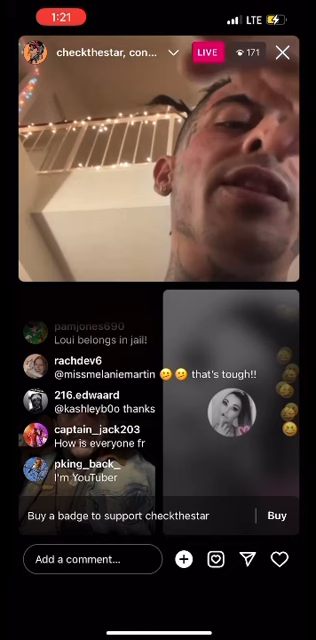 1:21
LTE
checkthestar, con...
LIVE
171
pamjones690
Loui belongs in jail!
rachdev6
@missmelaniemartin 🥴🥴 that's tough!!
216.edwaard
@kashleyb0o thanks
captain_jack203
How is everyone fr
pking_back_
I'm YouTuber
Buy a badge to support checkthestar
Buy
Add a comment...